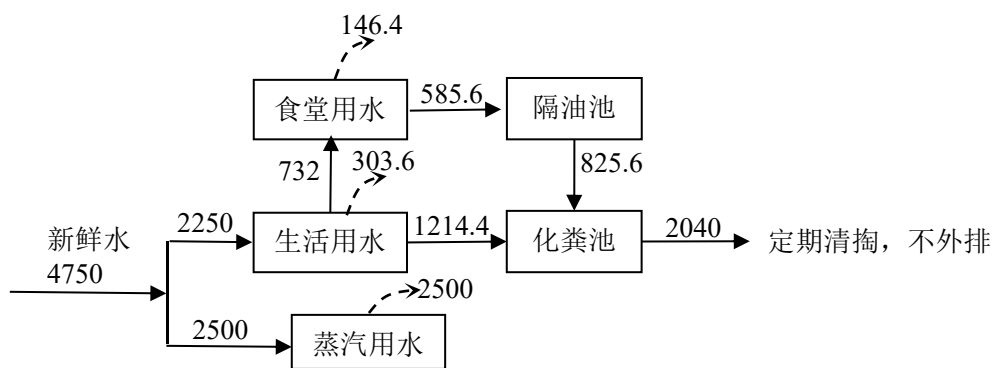 146.4
食堂用水
585.6
隔油池
732
303.6
825.6
新鲜水
4750
2250
生活用水
1214.4
化粪池
2040
定期清掏，不外排
2500
2500
蒸汽用水